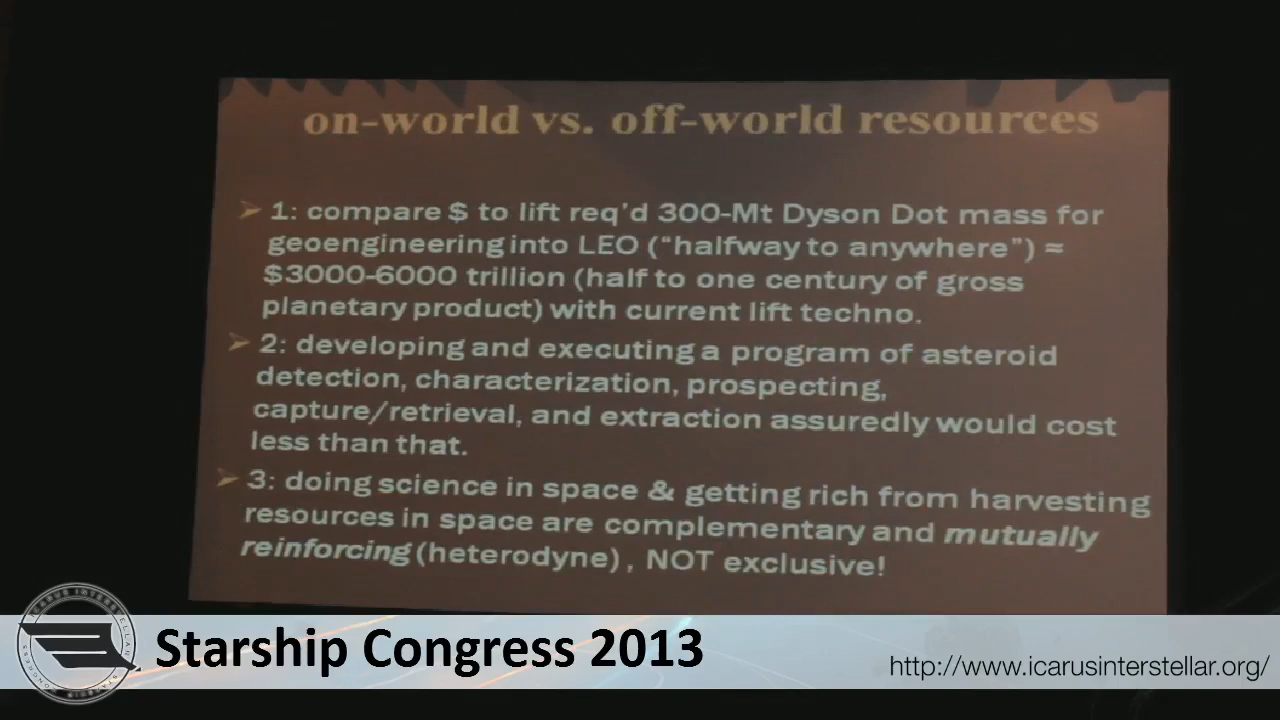 on-world vs. off-world resources
➢ 1: compare $ to lift req'd 300-Mt Dyson Dot mass for
geoengineering into LEO (“halfway to anywhere”) ≈
$3000-6000 trillion (half to one century of gross
planetary product) with current lift techno.
➢ 2: developing and executing a program of asteroid
detection, characterization, prospecting,
capture/retrieval, and extraction assuredly would cost
less than that.
➢ 3: doing science in space & getting rich from harvesting
resources in space are complementary and mutually
reinforcing (heterodyne), NOT exclusive!
ICARUS INTERSTELLAR
STARSHIP CONGRESS
Starship Congress 2013
http://www.icarusinterstellar.org/